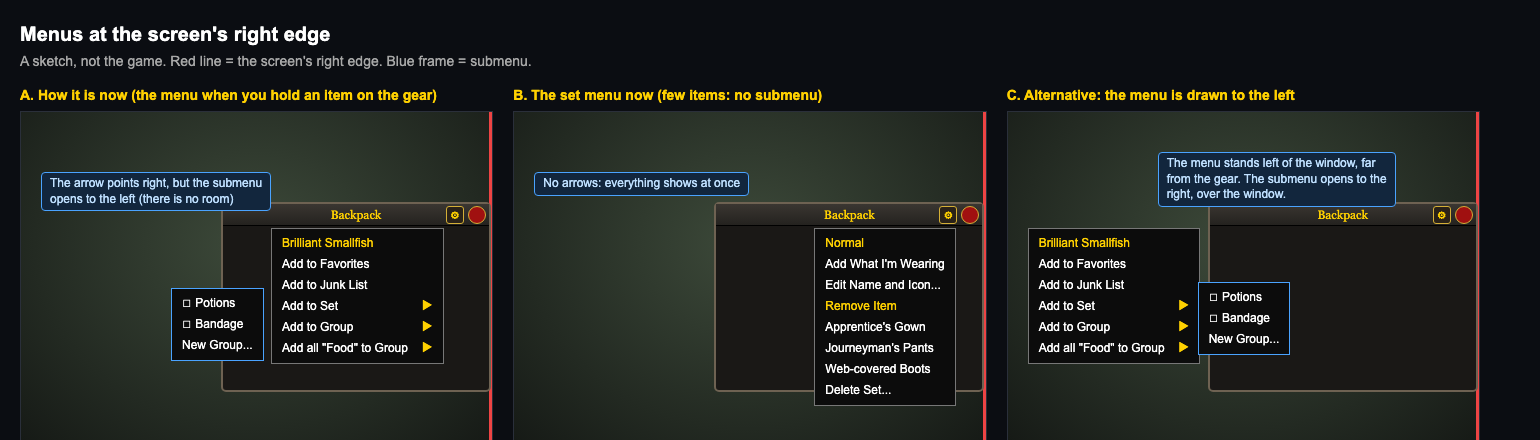 Menus at the screen's right edge
A sketch, not the game. Red line = the screen's right edge. Blue frame = submenu.
A. How it is now (the menu when you hold an item on the gear)
The arrow points right, but the submenu
opens to the left (there is no room)
Backpack
Brilliant Smallfish
Add to Favorites
Add to Junk List
Add to Set
Add to Group
Add all "Food" to Group
Potions
Bandage
New Group...
B. The set menu now (few items: no submenu)
No arrows: everything shows at once
Backpack
Normal
Add What I'm Wearing
Edit Name and Icon...
Remove Item
Apprentice's Gown
Journeyman's Pants
Web-covered Boots
Delete Set...
C. Alternative: the menu is drawn to the left
The menu stands left of the window, far
from the gear. The submenu opens to the
right, over the window.
Backpack
Brilliant Smallfish
Add to Favorites
Add to Junk List
Add to Set
Add to Group
Add all "Food" to Group
Potions
Bandage
New Group...